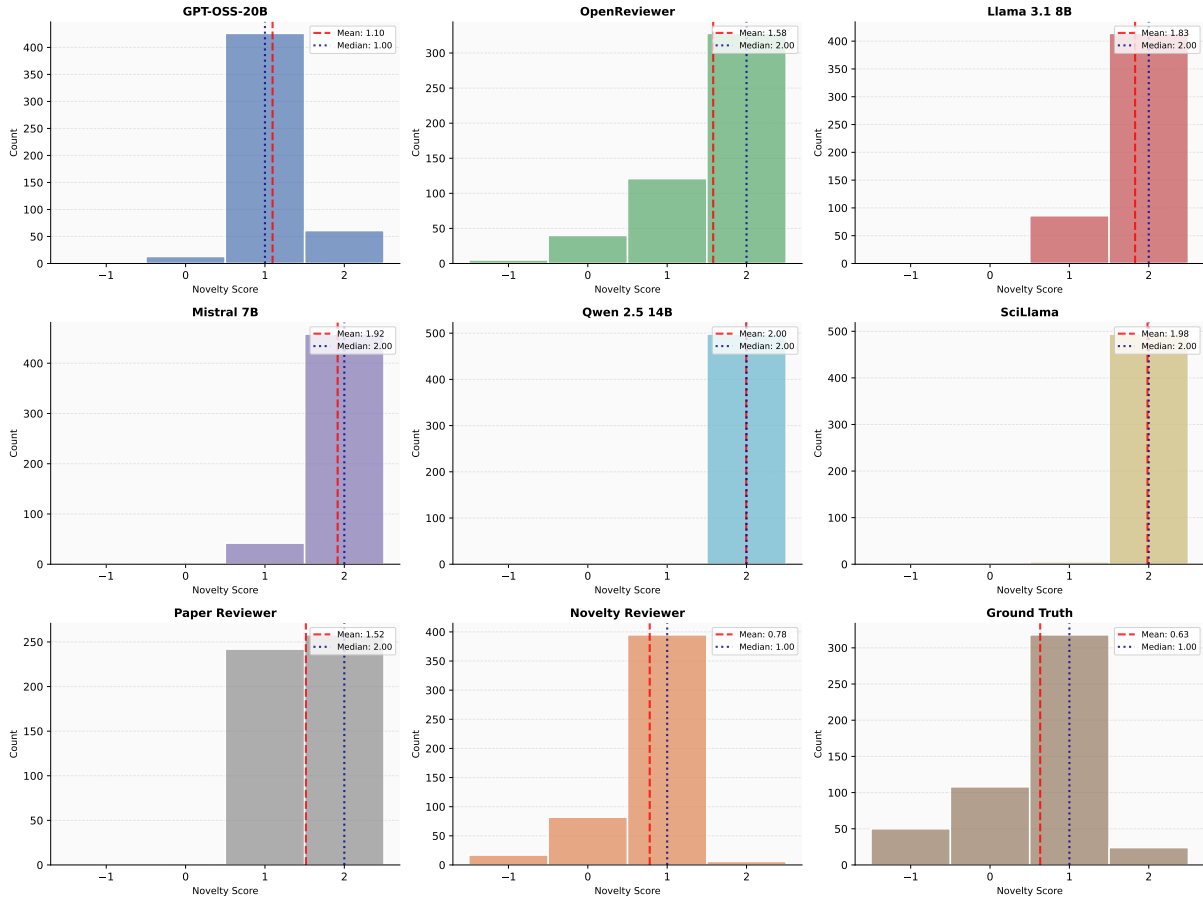 GPT-OSS-20B
Mean: 1.10
Median: 1.00
400
350
300
250
200
150
100
50
0
Count
−1 0 1 2
Novelty Score
OpenReviewer
Mean: 1.58
Median: 2.00
300
250
200
150
100
50
0
Count
−1 0 1 2
Novelty Score
Llama 3.1 8B
Mean: 1.83
Median: 2.00
400
350
300
250
200
150
100
50
0
Count
−1 0 1 2
Novelty Score
Mistral 7B
Mean: 1.92
Median: 2.00
400
300
200
100
0
Count
−1 0 1 2
Novelty Score
Qwen 2.5 14B
Mean: 2.00
Median: 2.00
500
400
300
200
100
0
Count
−1 0 1 2
Novelty Score
SciLlama
Mean: 1.98
Median: 2.00
500
400
300
200
100
0
Count
−1 0 1 2
Novelty Score
Paper Reviewer
Mean: 1.52
Median: 2.00
250
200
150
100
50
0
Count
−1 0 1 2
Novelty Score
Novelty Reviewer
Mean: 0.78
Median: 1.00
400
350
300
250
200
150
100
50
0
Count
−1 0 1 2
Novelty Score
Ground Truth
Mean: 0.63
Median: 1.00
300
250
200
150
100
50
0
Count
−1 0 1 2
Novelty Score